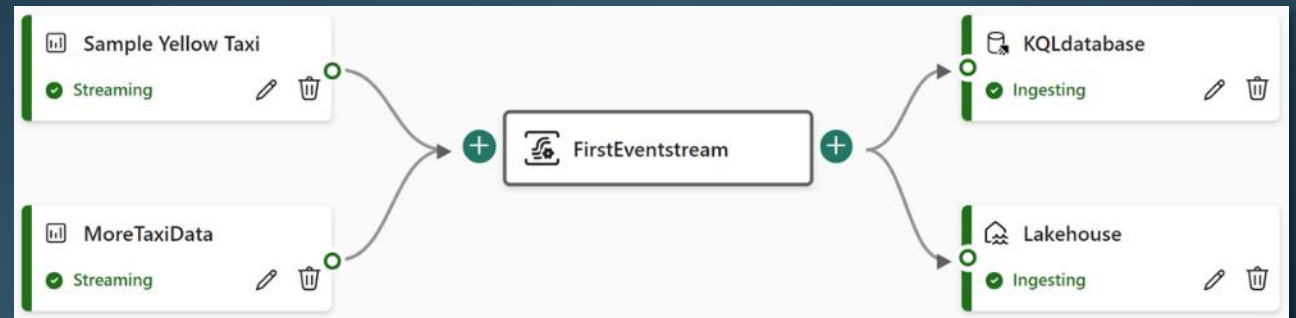 Sample Yellow Taxi
Streaming
MoreTaxiData
Streaming
FirstEventstream
KQLdatabase
Ingesting
Lakehouse
Ingesting